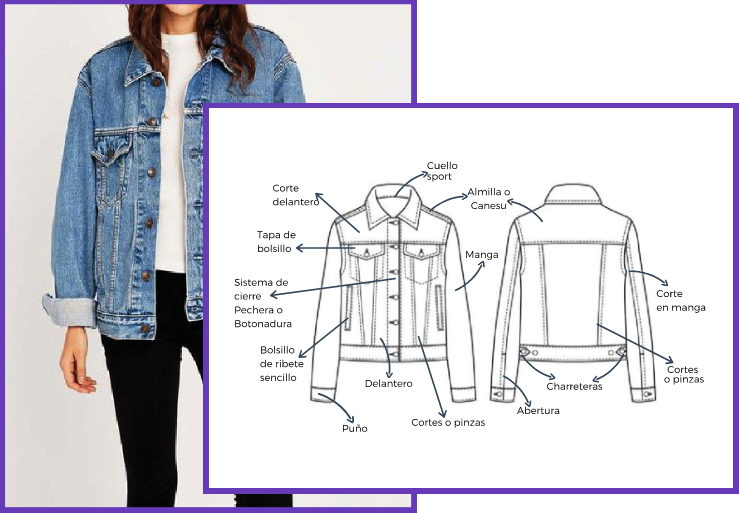 Cuello
sport
Corte
delantero
Almilla o
Canesu
Tapa de
bolsillo
Manga
Sistema de
cierre
Pechera o
Botonadura
Corte
en manga
Bolsillo
de ribete
sencillo
Delantero
Charreteras
Cortes
o pinzas
Abertura
Puño
Cortes o pinzas